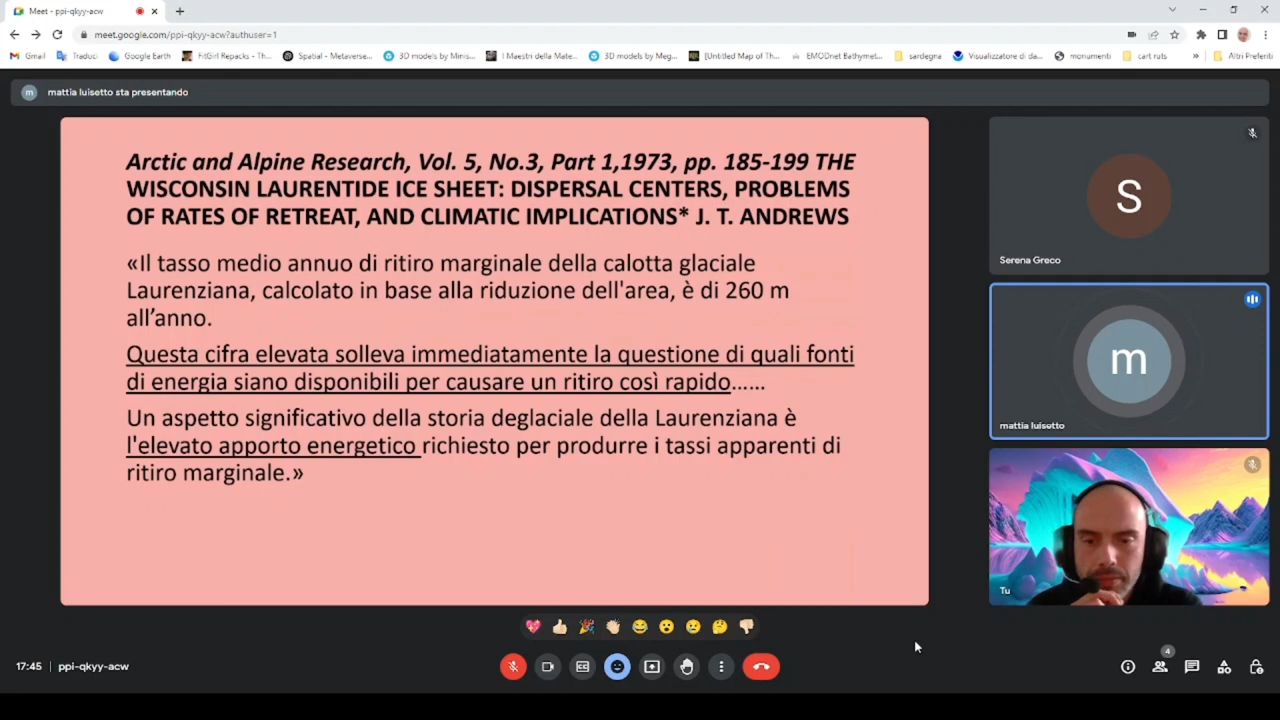 Meet - ppi-qkyy-acw
meet.google.com/ppi-qkyy-acw?authuser=1
Gmail
Traduci
Google Earth
FitGirl Repacks - Th...
Spatial - Metaverse...
3D models by Minis...
I Maestri della Mate...
3D models by Meg...
[Untitled Map of Th...
EMODnet Bathymet...
sardegna
Visualizzatore di da...
monumenti
cart ruts
»
Altri Preferiti
m
mattia luisetto sta presentando
Arctic and Alpine Research, Vol. 5, No.3, Part 1,1973, pp. 185-199 THE
WISCONSIN LAURENTIDE ICE SHEET: DISPERSAL CENTERS, PROBLEMS
OF RATES OF RETREAT, AND CLIMATIC IMPLICATIONS* J. T. ANDREWS
«Il tasso medio annuo di ritiro marginale della calotta glaciale
Laurenziana, calcolato in base alla riduzione dell'area, è di 260 m
all’anno.
Questa cifra elevata solleva immediatamente la questione di quali fonti
di energia siano disponibili per causare un ritiro così rapido......
Un aspetto significativo della storia deglaciale della Laurenziana è
l'elevato apporto energetico richiesto per produrre i tassi apparenti di
ritiro marginale.»
S
Serena Greco
m
mattia luisetto
Tu
17:45
ppi-qkyy-acw
4